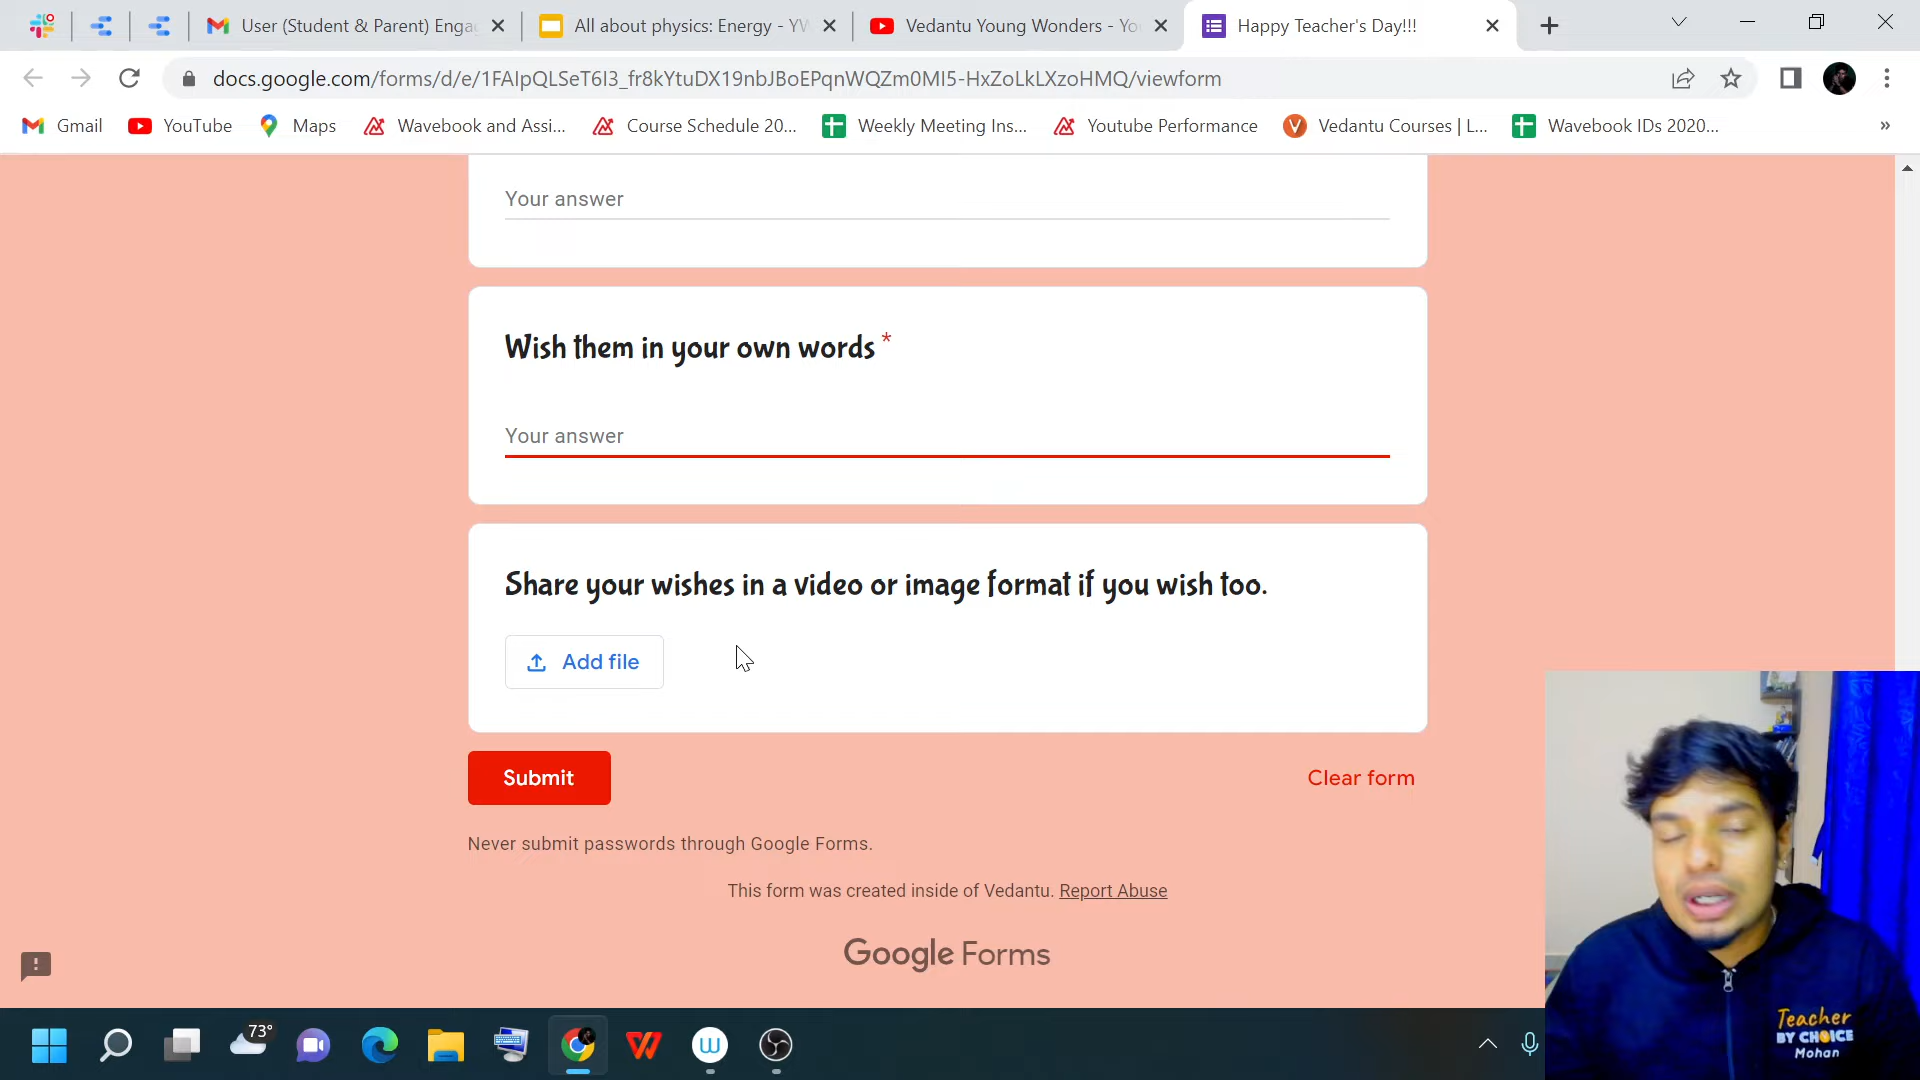 User (Student & Parent) Enga
All about physics: Energy - YW
Vedantu Young Wonders - Yo
Happy Teacher's Day!!!
docs.google.com/forms/d/e/1FAIpQLSeT6I3_fr8kYtuDX19nbJBoEPqnWQZm0MI5-HxZoLkLXzoHMQ/viewform
Gmail
YouTube
Maps
Wavebook and Assi...
Course Schedule 20...
Weekly Meeting Ins...
Youtube Performance
Vedantu Courses | L...
Wavebook IDs 2020...
»
Your answer
Wish them in your own words *
Your answer
Share your wishes in a video or image format if you wish too.
Add file
Submit
Clear form
Never submit passwords through Google Forms.
This form was created inside of Vedantu. Report Abuse
Google Forms
73°
Teacher
BY CHOICE
Mohan